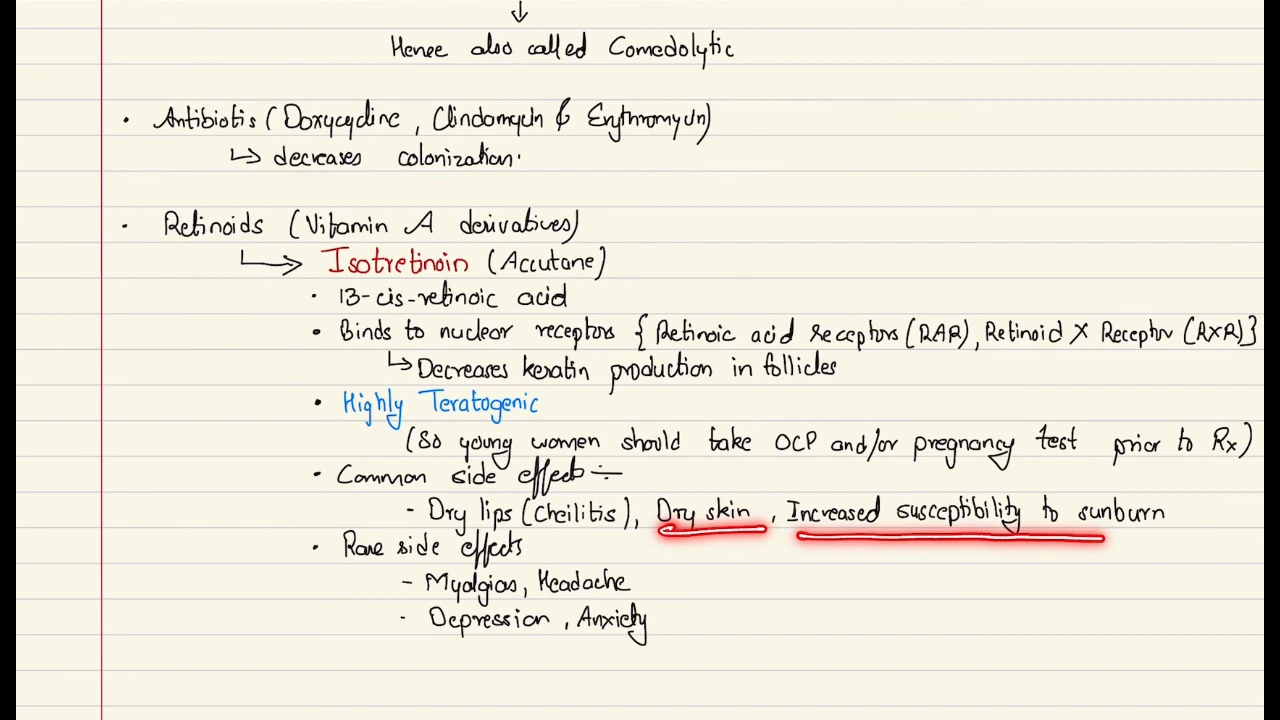 Hence also called Comedolytic
• Antibiotis (Doxycycline, Clindamycin & Erythromycin)
↳ decreases colonization.
• Retinoids (Vitamin A derivatives)
↳ Isotretinoin (Accutane)
• 13-cis-retinoic acid
• Binds to nuclear receptors {Retinoic acid receptors (RAR), Retinoid X Receptor (RXR)}
↳ Decreases keratin production in follicles
• Highly Teratogenic
(So young women should take OCP and/or pregnancy test prior to Rx)
• Common side effects :-
- Dry lips (Cheilitis), Dry skin, Increased susceptibility to sunburn
• Rare side effects
- Myalgias, Headache
- Depression, Anxiety